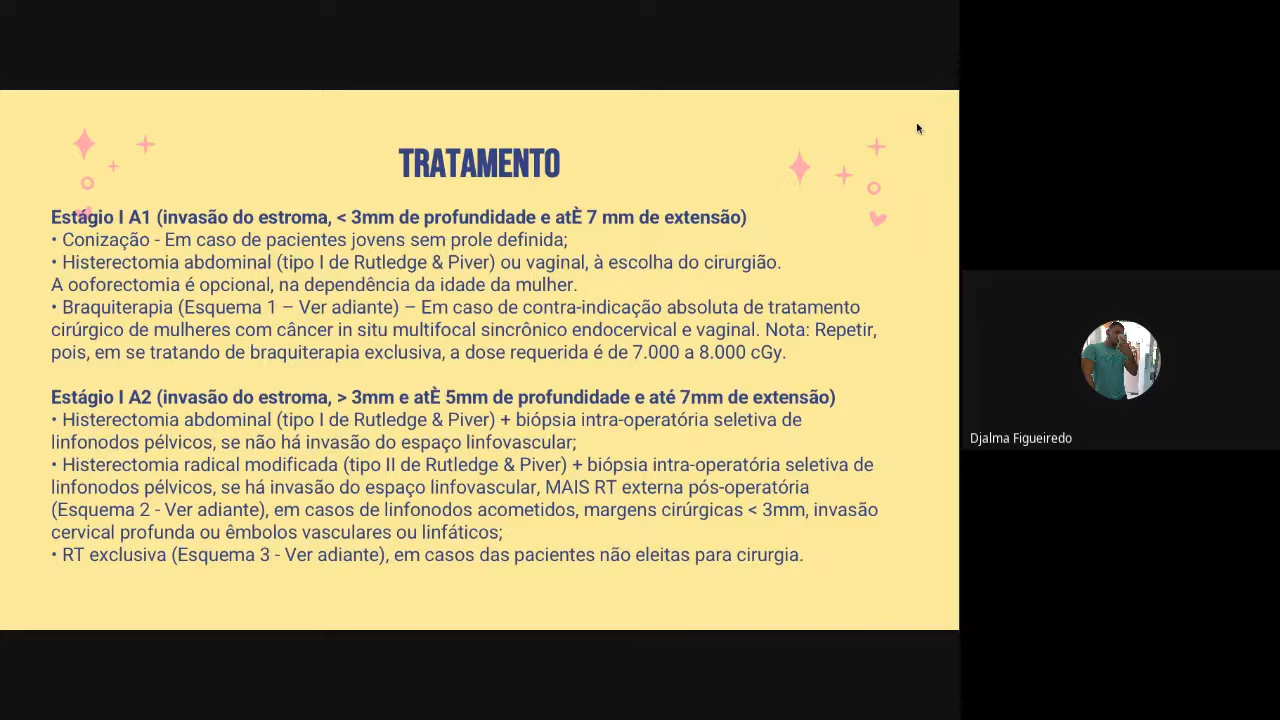 TRATAMENTO
Estágio I A1 (invasão do estroma, < 3mm de profundidade e atÈ 7 mm de extensão)
• Conização - Em caso de pacientes jovens sem prole definida;
• Histerectomia abdominal (tipo I de Rutledge & Piver) ou vaginal, à escolha do cirurgião.
A ooforectomia é opcional, na dependência da idade da mulher.
• Braquiterapia (Esquema 1 – Ver adiante) – Em caso de contra-indicação absoluta de tratamento
cirúrgico de mulheres com câncer in situ multifocal sincrônico endocervical e vaginal. Nota: Repetir,
pois, em se tratando de braquiterapia exclusiva, a dose requerida é de 7.000 a 8.000 cGy.
Estágio I A2 (invasão do estroma, > 3mm e atÈ 5mm de profundidade e até 7mm de extensão)
• Histerectomia abdominal (tipo I de Rutledge & Piver) + biópsia intra-operatória seletiva de
linfonodos pélvicos, se não há invasão do espaço linfovascular;
• Histerectomia radical modificada (tipo II de Rutledge & Piver) + biópsia intra-operatória seletiva de
linfonodos pélvicos, se há invasão do espaço linfovascular, MAIS RT externa pós-operatória
(Esquema 2 - Ver adiante), em casos de linfonodos acometidos, margens cirúrgicas < 3mm, invasão
cervical profunda ou êmbolos vasculares ou linfáticos;
• RT exclusiva (Esquema 3 - Ver adiante), em casos das pacientes não eleitas para cirurgia.
Djalma Figueiredo